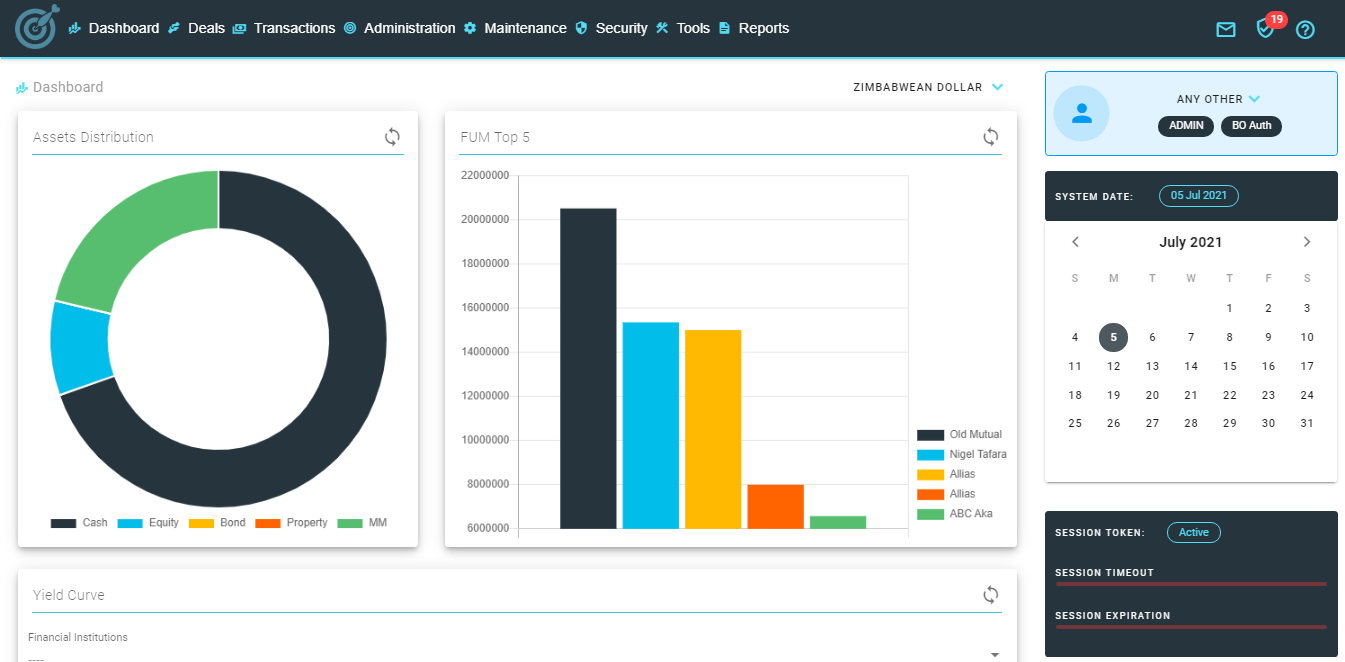 Dashboard Deals Transactions Administration Maintenance Security Tools Reports 19
Dashboard
ZIMBABWEAN DOLLAR
Assets Distribution
Cash Equity Bond Property MM
FUM Top 5
22000000
20000000
18000000
16000000
14000000
12000000
10000000
8000000
6000000
Old Mutual
Nigel Tafara
Allias
Allias
ABC Aka
Yield Curve
Financial Institutions
----
ANY OTHER
ADMIN BO Auth
SYSTEM DATE: 05 Jul 2021
July 2021
S M T W T F S
1 2 3
4 5 6 7 8 9 10
11 12 13 14 15 16 17
18 19 20 21 22 23 24
25 26 27 28 29 30 31
SESSION TOKEN: Active
SESSION TIMEOUT
SESSION EXPIRATION